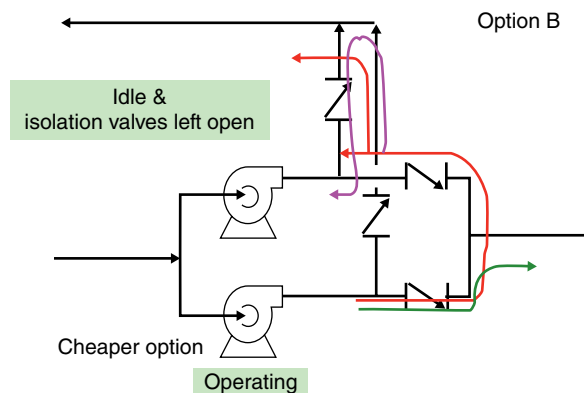 Option B
Idle &
isolation valves left open
Cheaper option
Operating